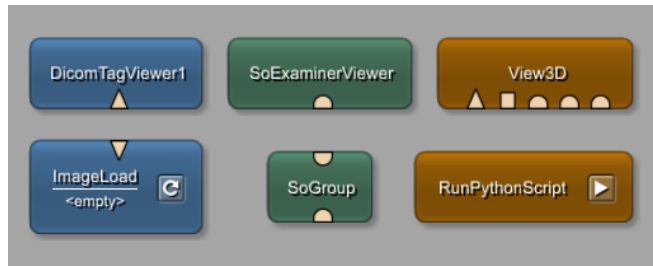 DicomTagViewer1
SoExaminerViewer
View3D
ImageLoad
<empty>
SoGroup
RunPythonScript